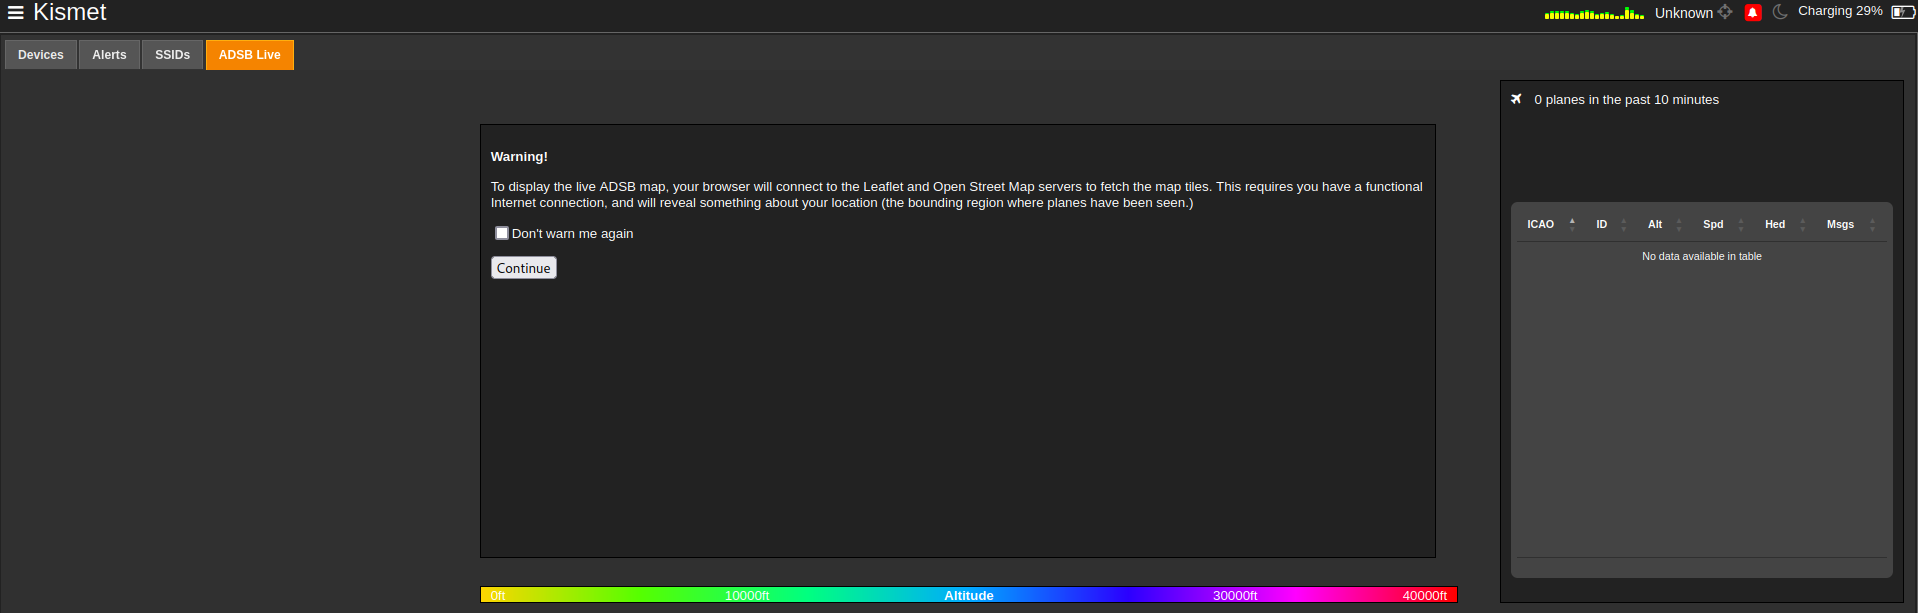 Kismet
Unknown
Charging 29%
Devices
Alerts
SSIDs
ADSB Live
0 planes in the past 10 minutes
Warning!
To display the live ADSB map, your browser will connect to the Leaflet and Open Street Map servers to fetch the map tiles. This requires you have a functional
Internet connection, and will reveal something about your location (the bounding region where planes have been seen.)
Don't warn me again
Continue
ICAO ID Alt Spd Hed Msgs
No data available in table
0ft 10000ft Altitude 30000ft 40000ft